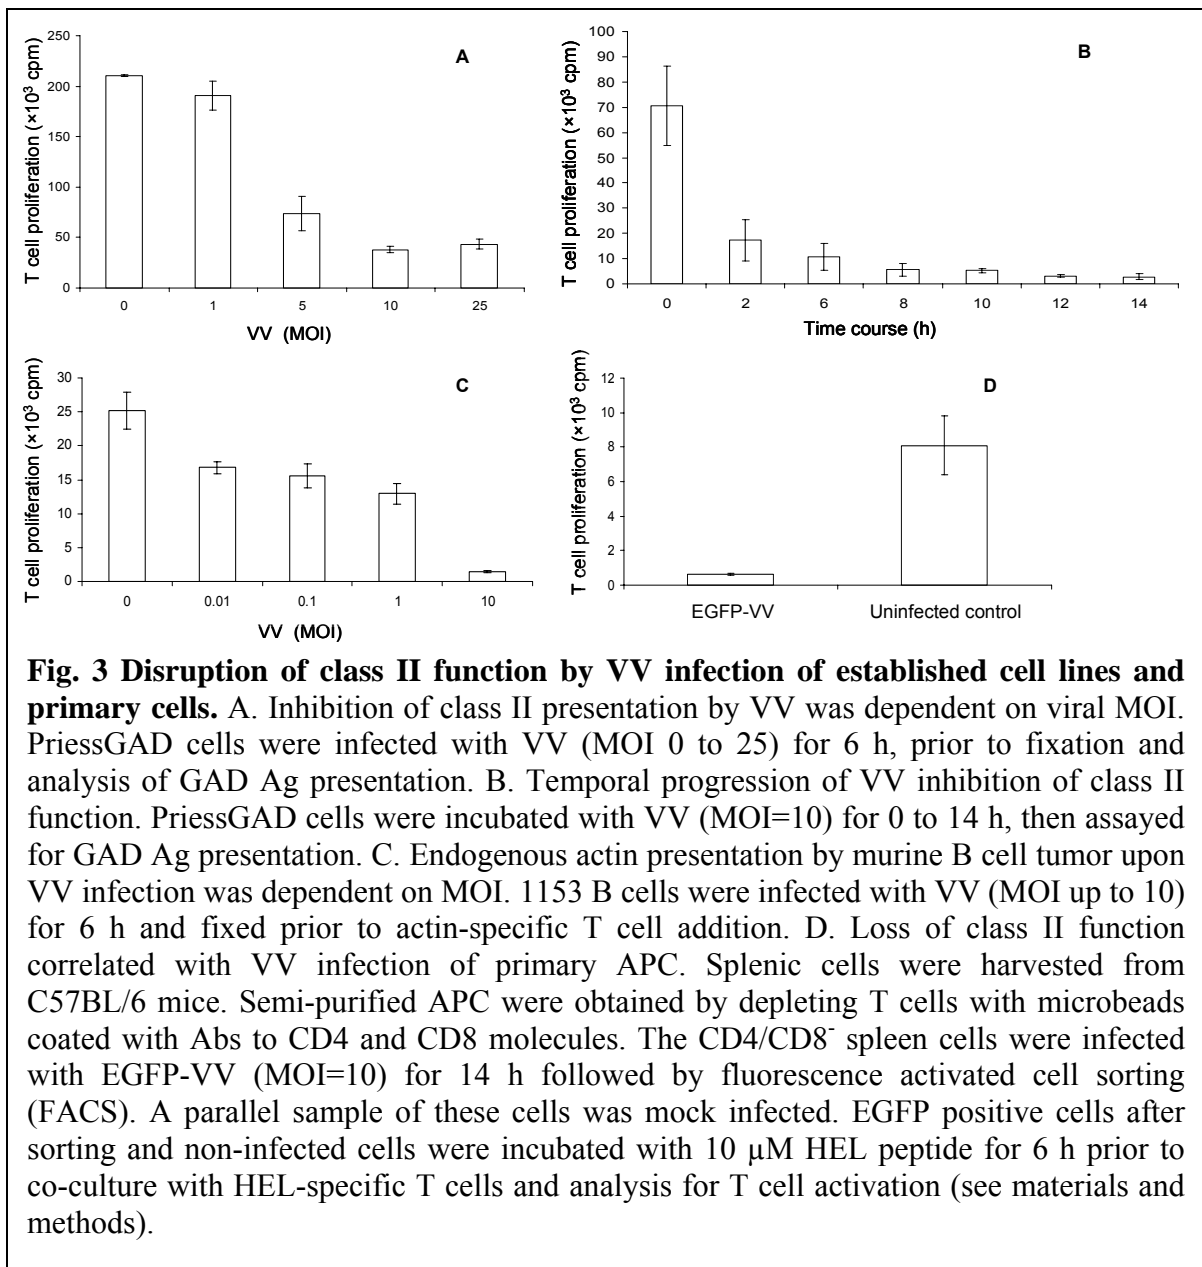 A
T cell proliferation (×10³ cpm)
250
200
150
100
50
0
0 1 5 10 25
VV (MOI)
B
T cell proliferation (×10³ cpm)
100
90
80
70
60
50
40
30
20
10
0
0 2 6 8 10 12 14
Time course (h)
C
T cell proliferation (×10³ cpm)
30
25
20
15
10
5
0
0 0.01 0.1 1 10
VV (MOI)
D
T cell proliferation (×10³ cpm)
12
10
8
6
4
2
0
EGFP-VV Uninfected control
Fig. 3 Disruption of class II function by VV infection of established cell lines and
primary cells. A. Inhibition of class II presentation by VV was dependent on viral MOI.
PriessGAD cells were infected with VV (MOI 0 to 25) for 6 h, prior to fixation and
analysis of GAD Ag presentation. B. Temporal progression of VV inhibition of class II
function. PriessGAD cells were incubated with VV (MOI=10) for 0 to 14 h, then assayed
for GAD Ag presentation. C. Endogenous actin presentation by murine B cell tumor upon
VV infection was dependent on MOI. 1153 B cells were infected with VV (MOI up to 10)
for 6 h and fixed prior to actin-specific T cell addition. D. Loss of class II function
correlated with VV infection of primary APC. Splenic cells were harvested from
C57BL/6 mice. Semi-purified APC were obtained by depleting T cells with microbeads
coated with Abs to CD4 and CD8 molecules. The CD4/CD8⁻ spleen cells were infected
with EGFP-VV (MOI=10) for 14 h followed by fluorescence activated cell sorting
(FACS). A parallel sample of these cells was mock infected. EGFP positive cells after
sorting and non-infected cells were incubated with 10 µM HEL peptide for 6 h prior to
co-culture with HEL-specific T cells and analysis for T cell activation (see materials and
methods).